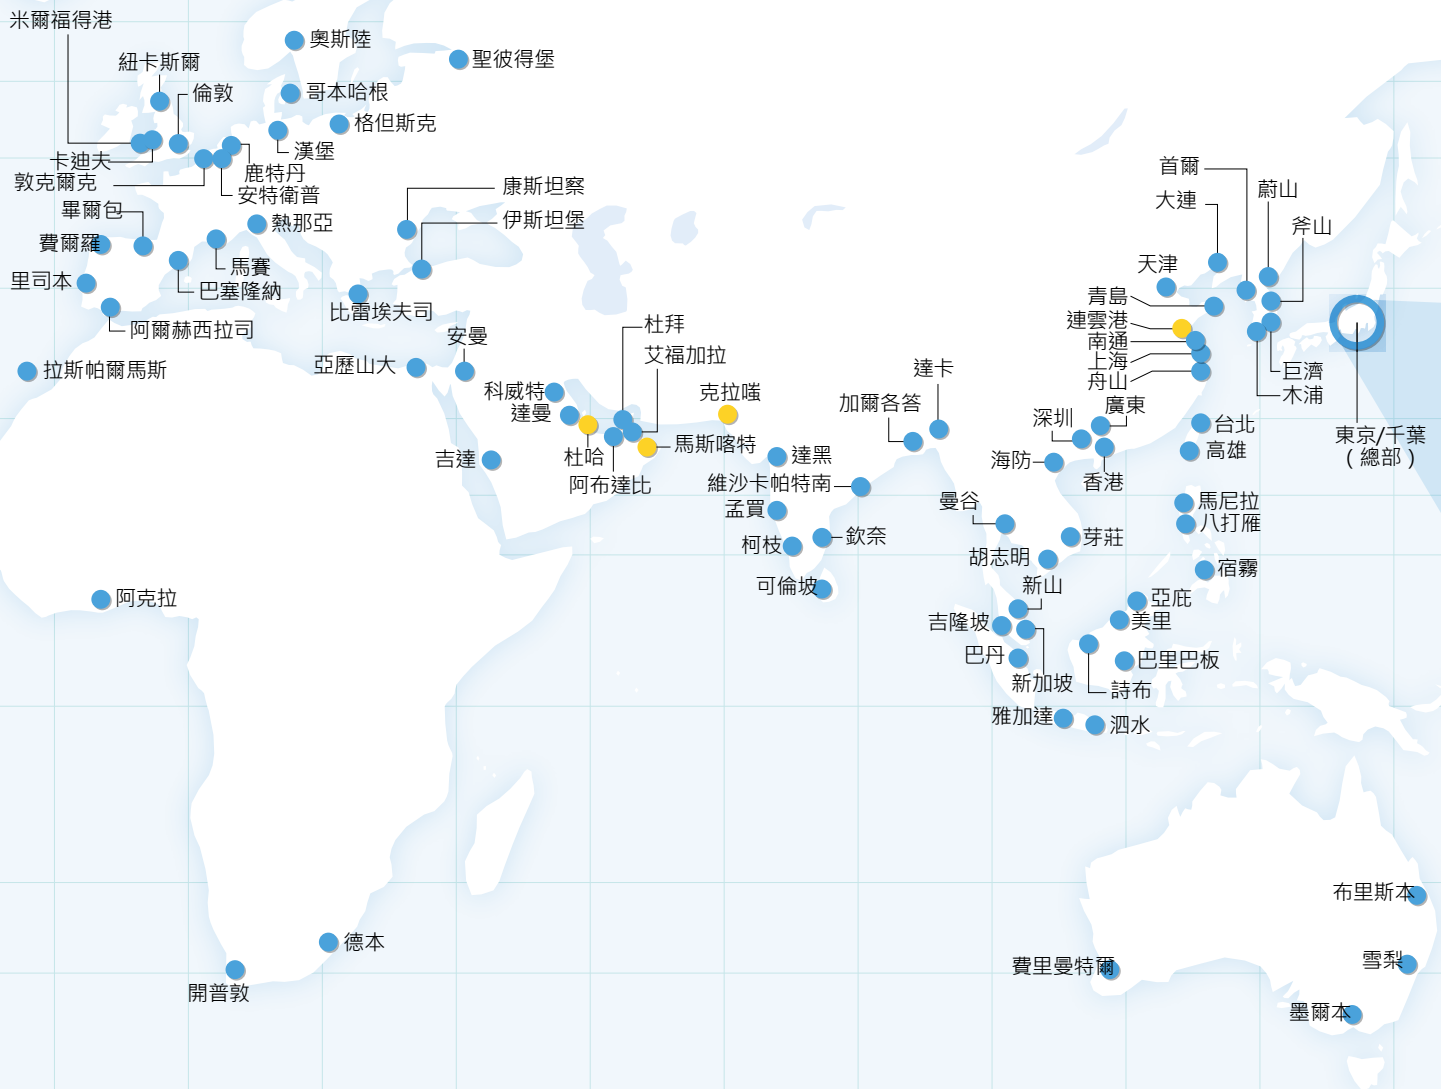 米爾福得港
奧斯陸
聖彼得堡
紐卡斯爾
倫敦
哥本哈根
格但斯克
漢堡
卡迪夫
鹿特丹
敦克爾克
安特衛普
畢爾包
熱那亞
費爾羅
馬賽
里司本
巴塞隆納
阿爾赫西拉司
康斯坦察
伊斯坦堡
比雷埃夫司
拉斯帕爾馬斯
亞歷山大
安曼
杜拜
艾福加拉
科威特
達曼
克拉嗤
杜哈
馬斯喀特
阿布達比
吉達
達黑
加爾各答
達卡
維沙卡帕特南
孟買
柯枝
欽奈
可倫坡
首爾
大連
蔚山
斧山
天津
青島
連雲港
南通
上海
舟山
巨濟
木浦
東京/千葉
( 總部 )
深圳
廣東
台北
高雄
海防
香港
曼谷
馬尼拉
八打雁
芽莊
胡志明
宿霧
新山
亞庇
吉隆坡
美里
巴丹
巴里巴板
新加坡
詩布
雅加達
泗水
阿克拉
德本
開普敦
布里斯本
費里曼特爾
雪梨
墨爾本